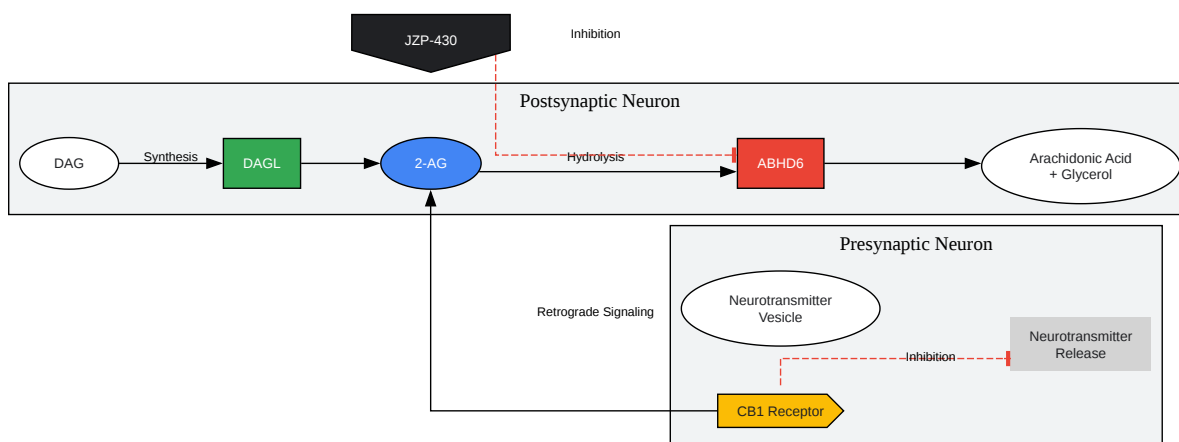 JZP-430
Inhibition
Postsynaptic Neuron
DAG
Synthesis
DAGL
2-AG
Hydrolysis
ABHD6
Arachidonic Acid
+ Glycerol
Presynaptic Neuron
Neurotransmitter
Vesicle
Retrograde Signaling
Neurotransmitter
Release
Inhibition
CB1 Receptor